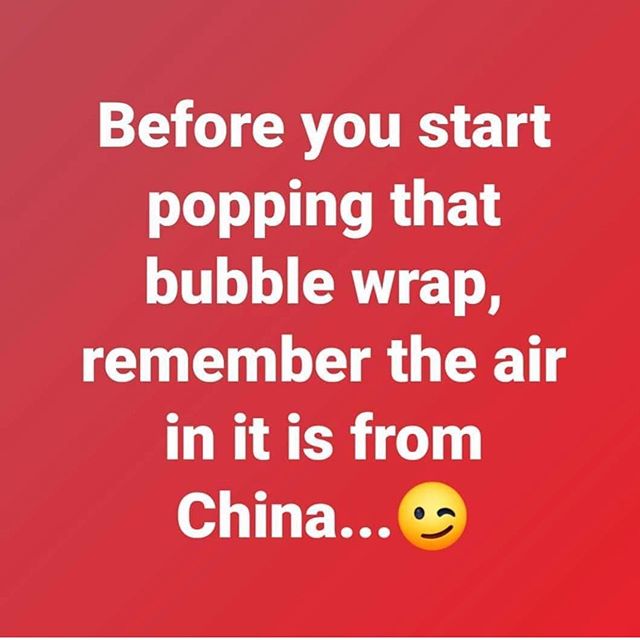 Before you start
popping that
bubble wrap,
remember the air
in it is from
China...😉